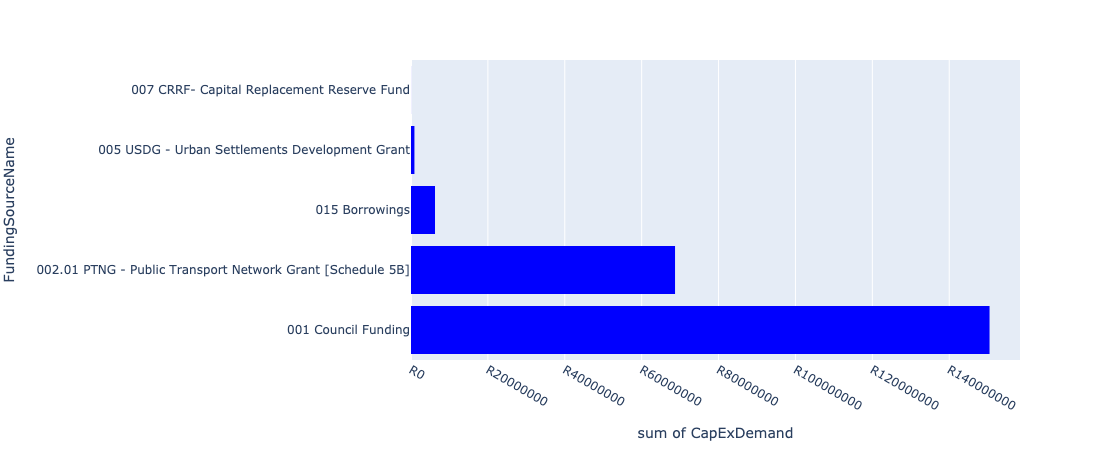 007 CRRF- Capital Replacement Reserve Fund
005 USDG - Urban Settlements Development Grant
015 Borrowings
002.01 PTNG - Public Transport Network Grant [Schedule 5B]
001 Council Funding
FundingSourceName
R0
R20000000
R40000000
R60000000
R80000000
R100000000
R120000000
R140000000
sum of CapExDemand